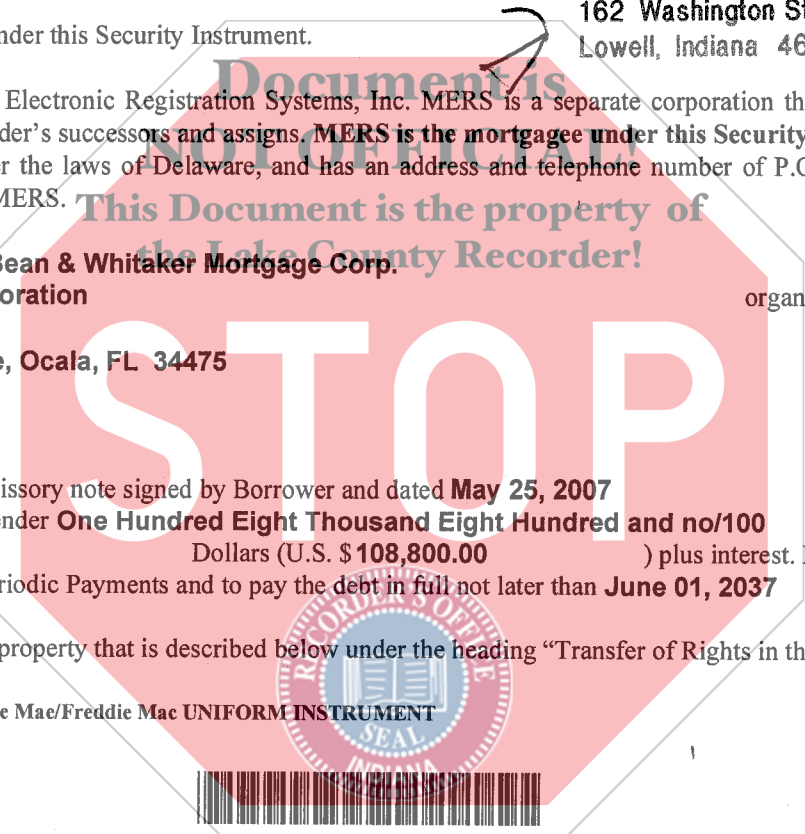 162 Washington St
nder this Security Instrument.
Lowell, Indiana 46
Document is
Electronic Registration Systems, Inc. MERS is a separate corporation th
der's successors and assigns. MERS is the mortgagee under this Security
NOT OFFICIAL!
r the laws of Delaware, and has an address and telephone number of P.O
MERS.
This Document is the property of
the Lake County Recorder!
Bean & Whitaker Mortgage Corp.
oration
organ
e, Ocala, FL 34475
STOP
issory note signed by Borrower and dated May 25, 2007
nder One Hundred Eight Thousand Eight Hundred and no/100
Dollars (U.S. $ 108,800.00 ) plus interest.
riodic Payments and to pay the debt in full not later than June 01, 2037
RECORDER'S OFFICE
property that is described below under the heading “Transfer of Rights in th
e Mae/Freddie Mac UNIFORM INSTRUMENT
SEAL
INDIANA